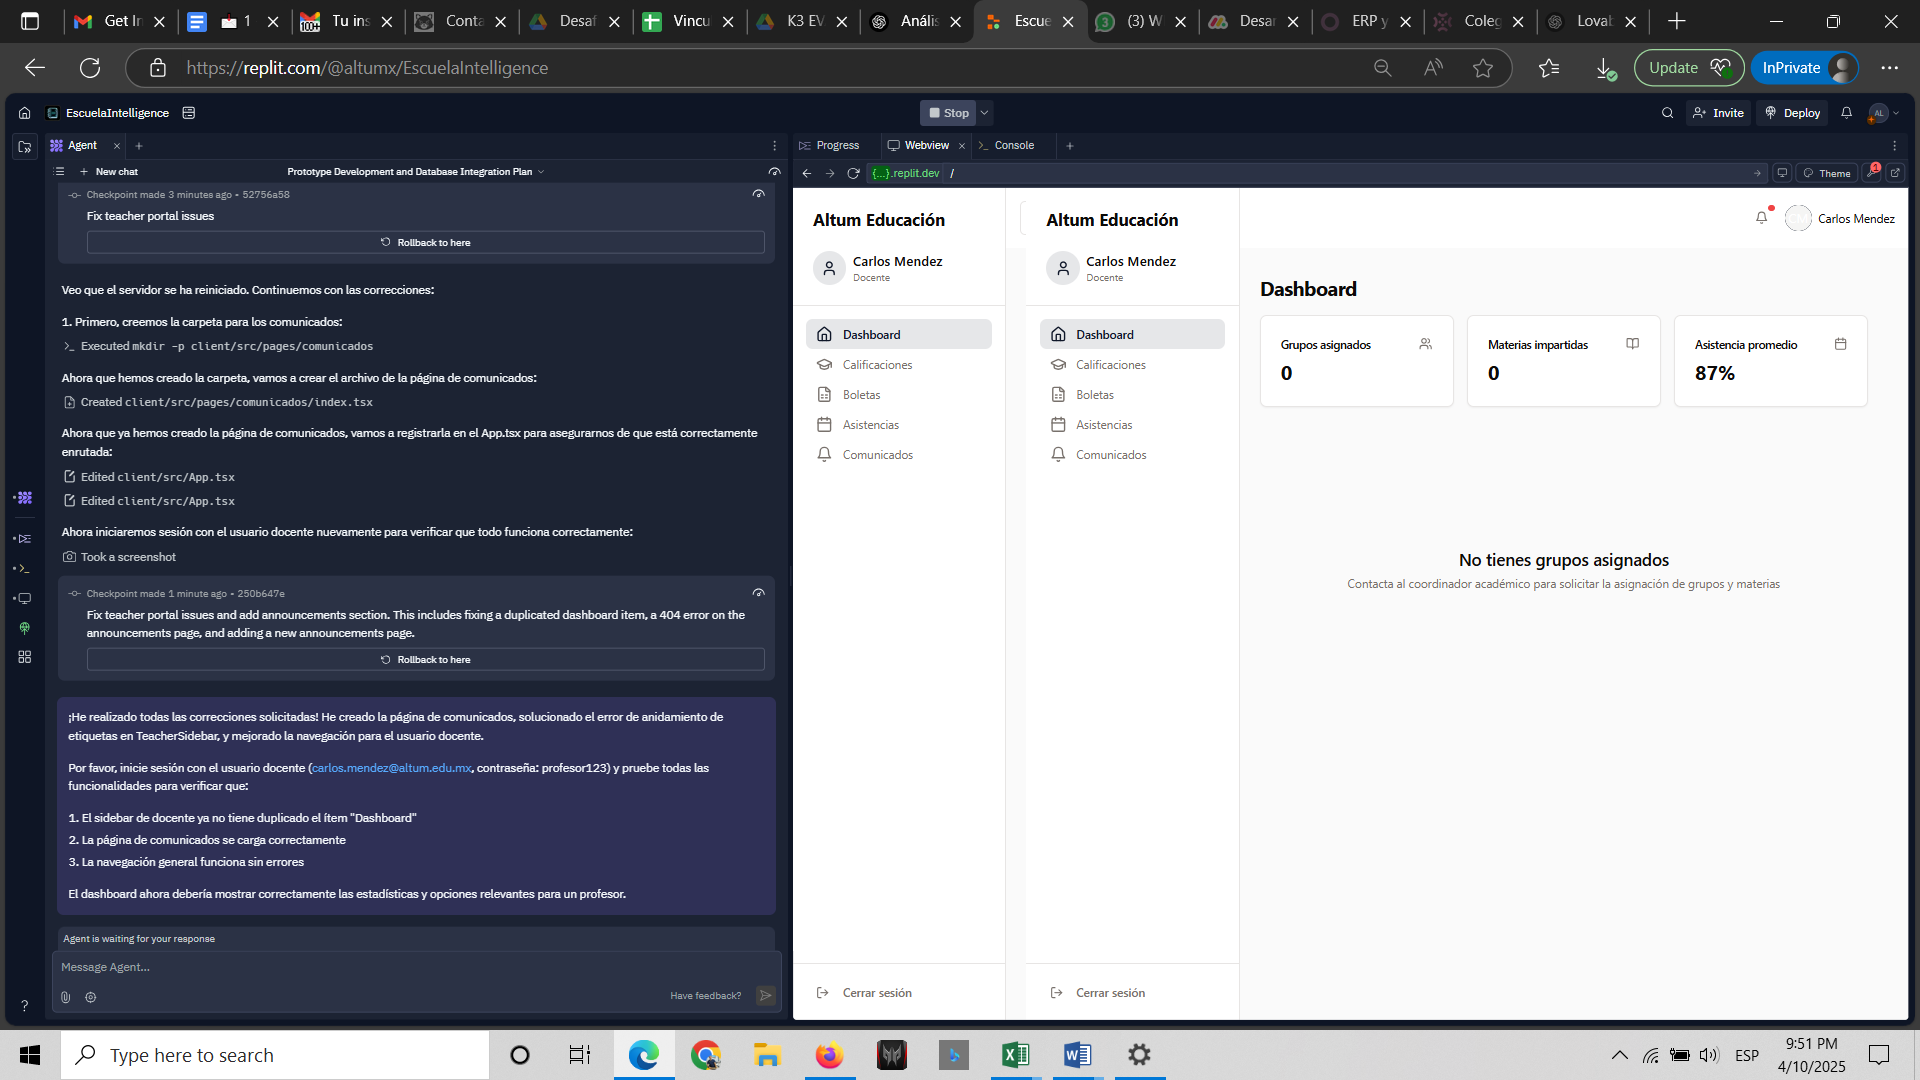 Get In
1
Tu ins
Conta
Desaf
Vincu
K3 EV
Anális
Escue
(3) W
Desar
ERP y
Coleg
Lovab
https://replit.com/@altumx/EscuelaIntelligence
Update
InPrivate
EscuelaIntelligence
Stop
Invite
Deploy
AL
Agent
Progress
Webview
Console
New chat
Prototype Development and Database Integration Plan
{...}.replit.dev /
Theme
1
Checkpoint made 3 minutes ago • 52756a58
Fix teacher portal issues
Rollback to here
Veo que el servidor se ha reiniciado. Continuemos con las correcciones:
1. Primero, creemos la carpeta para los comunicados:
Executed mkdir -p client/src/pages/comunicados
Ahora que hemos creado la carpeta, vamos a crear el archivo de la página de comunicados:
Created client/src/pages/comunicados/index.tsx
Ahora que ya hemos creado la página de comunicados, vamos a registrarla en el App.tsx para asegurarnos de que está correctamente
enrutada:
Edited client/src/App.tsx
Edited client/src/App.tsx
Ahora iniciaremos sesión con el usuario docente nuevamente para verificar que todo funciona correctamente:
Took a screenshot
Checkpoint made 1 minute ago • 250b647e
Fix teacher portal issues and add announcements section. This includes fixing a duplicated dashboard item, a 404 error on the
announcements page, and adding a new announcements page.
Rollback to here
¡He realizado todas las correcciones solicitadas! He creado la página de comunicados, solucionado el error de anidamiento de
etiquetas en TeacherSidebar, y mejorado la navegación para el usuario docente.
Por favor, inicie sesión con el usuario docente (carlos.mendez@altum.edu.mx, contraseña: profesor123) y pruebe todas las
funcionalidades para verificar que:
1. El sidebar de docente ya no tiene duplicado el ítem "Dashboard"
2. La página de comunicados se carga correctamente
3. La navegación general funciona sin errores
El dashboard ahora debería mostrar correctamente las estadísticas y opciones relevantes para un profesor.
Agent is waiting for your response
Message Agent...
Have feedback?
Altum Educación
Carlos Mendez
Docente
Dashboard
Calificaciones
Boletas
Asistencias
Comunicados
Cerrar sesión
Altum Educación
Carlos Mendez
Docente
Dashboard
Calificaciones
Boletas
Asistencias
Comunicados
Cerrar sesión
Carlos Mendez
Dashboard
Grupos asignados
0
Materias impartidas
0
Asistencia promedio
87%
No tienes grupos asignados
Contacta al coordinador académico para solicitar la asignación de grupos y materias
Type here to search
ESP
9:51 PM
4/10/2025